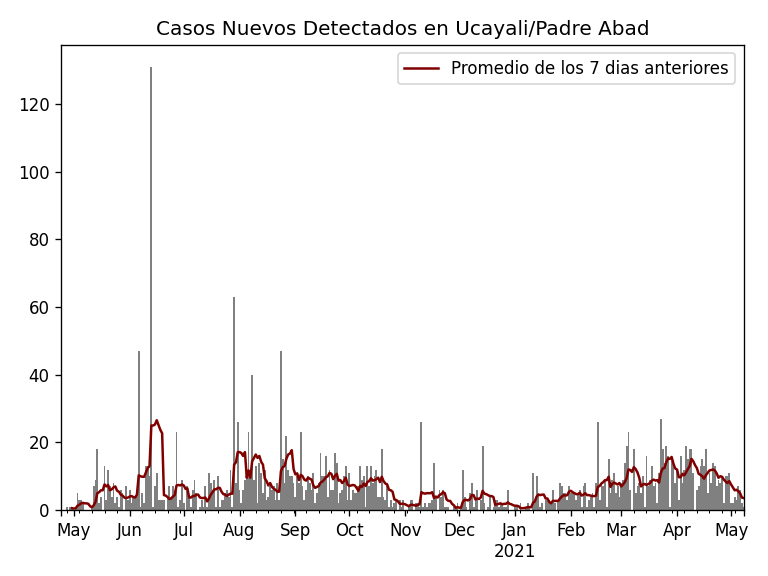 Casos Nuevos Detectados en Ucayali/Padre Abad
Promedio de los 7 dias anteriores
120
100
80
60
40
20
0
May Jun Jul Aug Sep Oct Nov Dec Jan Feb Mar Apr May
2021